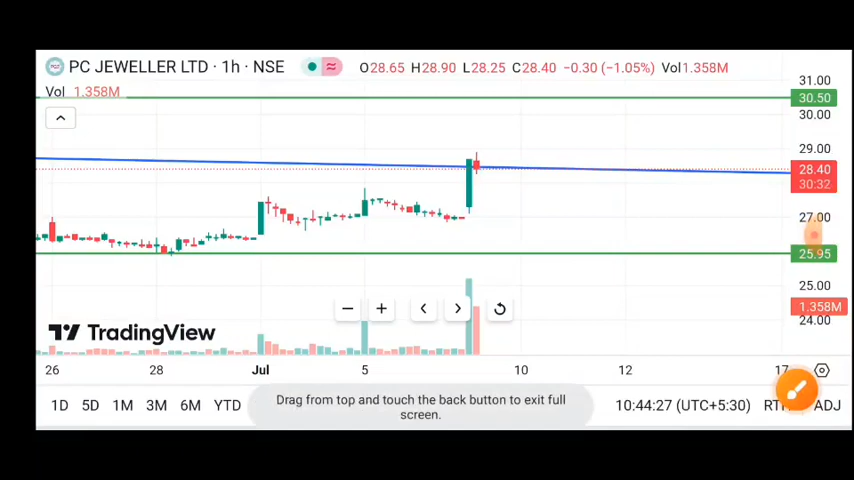 PC JEWELLER LTD · 1h · NSE O28.65 H28.90 L28.25 C28.40 −0.30 (−1.05%) Vol1.358M
Vol 1.358M
31.00
30.50
30.00
29.00
28.40
30:32
27.00
25.95
25.00
1.358M
24.00
TradingView
26 28 Jul 5 10 12 17
Drag from top and touch the back button to exit full
screen.
1D 5D 1M 3M 6M YTD 10:44:27 (UTC+5:30) ADJ